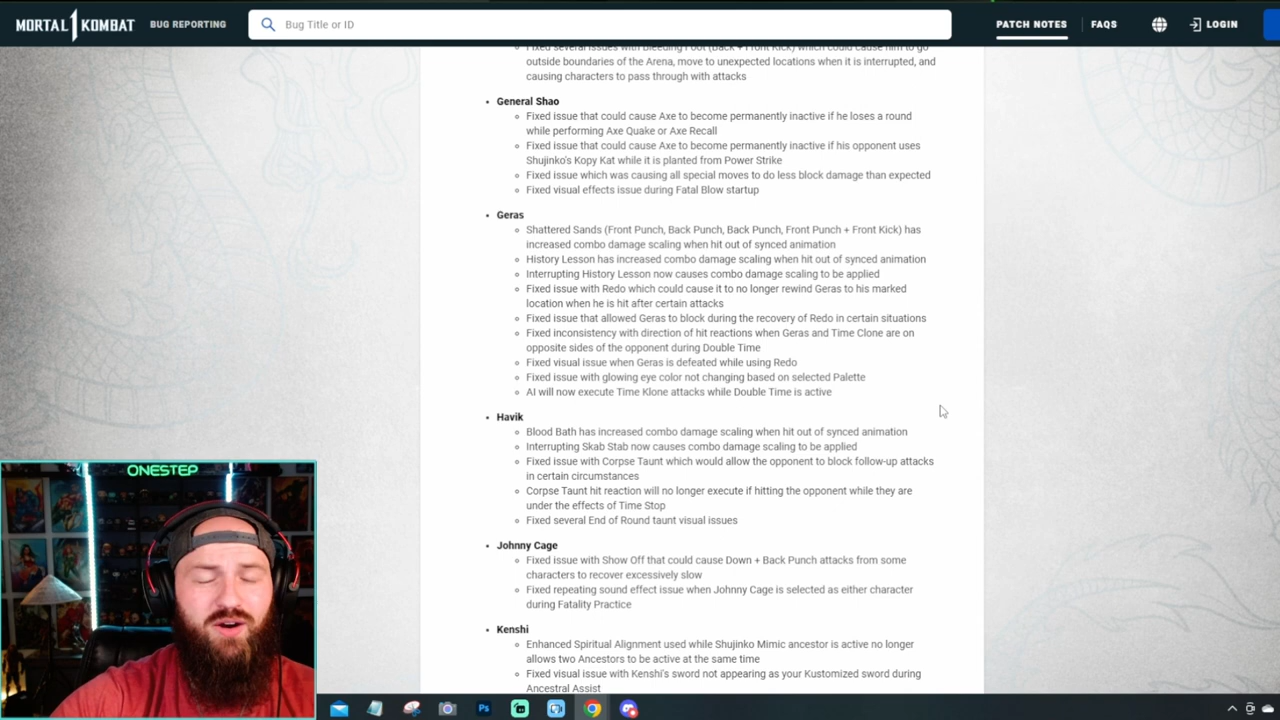 MORTAL KOMBAT 1 BUG REPORTING Bug Title or ID PATCH NOTES FAQS LOGIN
Fixed several issues with Bleeding Foot (Back + Front Kick) which could cause him to go
outside boundaries of the Arena, move to unexpected locations when it is interrupted, and
causing characters to pass through with attacks
General Shao
Fixed issue that could cause Axe to become permanently inactive if he loses a round
while performing Axe Quake or Axe Recall
Fixed issue that could cause Axe to become permanently inactive if his opponent uses
Shujinko's Kopy Kat while it is planted from Power Strike
Fixed issue which was causing all special moves to do less block damage than expected
Fixed visual effects issue during Fatal Blow startup
Geras
Shattered Sands (Front Punch, Back Punch, Back Punch, Front Punch + Front Kick) has
increased combo damage scaling when hit out of synced animation
History Lesson has increased combo damage scaling when hit out of synced animation
Interrupting History Lesson now causes combo damage scaling to be applied
Fixed issue with Redo which could cause it to no longer rewind Geras to his marked
location when he is hit after certain attacks
Fixed issue that allowed Geras to block during the recovery of Redo in certain situations
Fixed inconsistency with direction of hit reactions when Geras and Time Clone are on
opposite sides of the opponent during Double Time
Fixed visual issue when Geras is defeated while using Redo
Fixed issue with glowing eye color not changing based on selected Palette
AI will now execute Time Klone attacks while Double Time is active
Havik
Blood Bath has increased combo damage scaling when hit out of synced animation
Interrupting Skab Stab now causes combo damage scaling to be applied
Fixed issue with Corpse Taunt which would allow the opponent to block follow-up attacks
in certain circumstances
Corpse Taunt hit reaction will no longer execute if hitting the opponent while they are
under the effects of Time Stop
Fixed several End of Round taunt visual issues
Johnny Cage
Fixed issue with Show Off that could cause Down + Back Punch attacks from some
characters to recover excessively slow
Fixed repeating sound effect issue when Johnny Cage is selected as either character
during Fatality Practice
Kenshi
Enhanced Spiritual Alignment used while Shujinko Mimic ancestor is active no longer
allows two Ancestors to be active at the same time
Fixed visual issue with Kenshi's sword not appearing as your Kustomized sword during
Ancestral Assist
ONESTEP
Ps